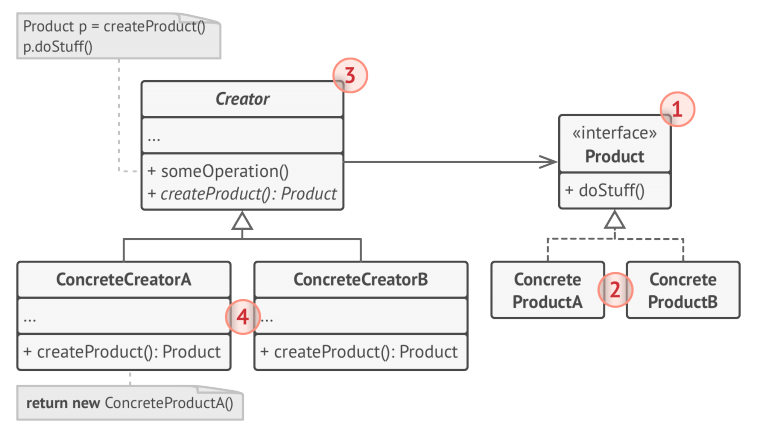 Product p = createProduct()
p.doStuff()
3
Creator
...
+ someOperation()
+ createProduct(): Product
1
«interface»
Product
+ doStuff()
ConcreteCreatorA
...
+ createProduct(): Product
ConcreteCreatorB
...
+ createProduct(): Product
4
Concrete
ProductA
2
Concrete
ProductB
return new ConcreteProductA()